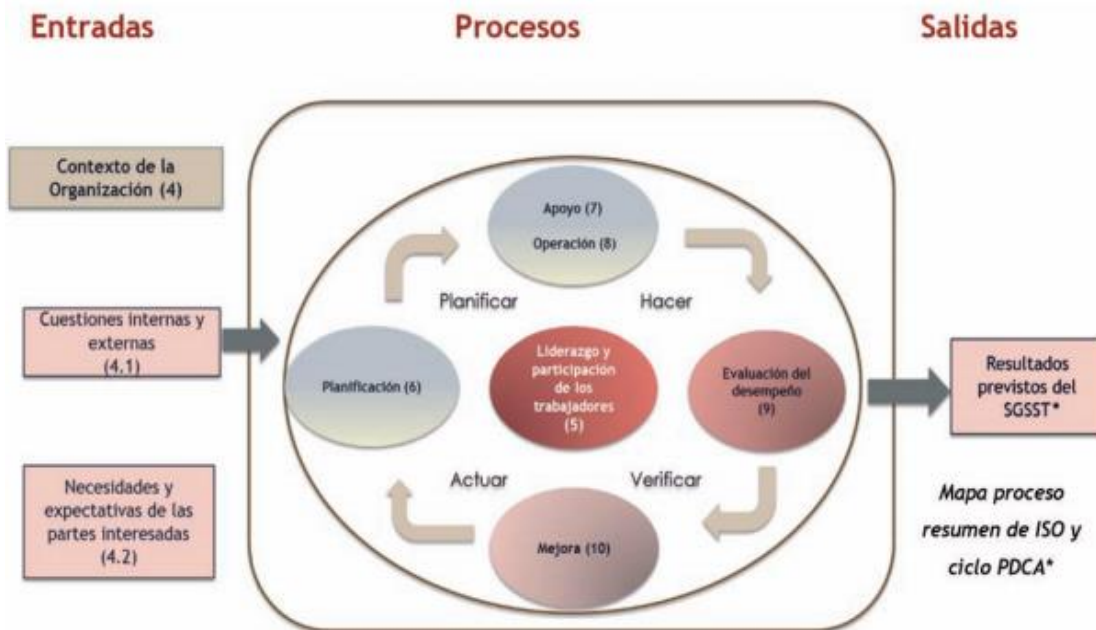 Entradas
Procesos
Salidas
Contexto de la
Organización (4)
Cuestiones internas y
externas
(4.1)
Necesidades y
expectativas de las
partes interesadas
(4.2)
Apoyo (7)
Operación (8)
Planificar
Hacer
Planificación (6)
Liderazgo y
participación
de los
trabajadores
(5)
Evaluación del
desempeño
(9)
Actuar
Verificar
Mejora (10)
Resultados
previstos del
SGSST*
Mapa proceso
resumen de ISO y
ciclo PDCA*